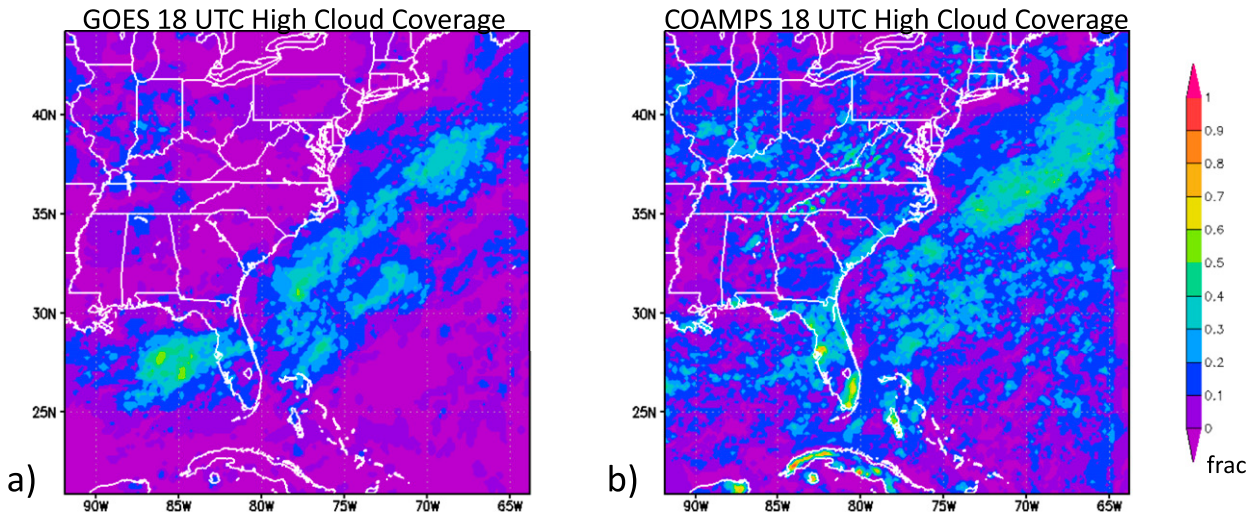 GOES 18 UTC High Cloud Coverage
COAMPS 18 UTC High Cloud Coverage
40N
35N
30N
25N
90W 85W 80W 75W 70W 65W
a)
40N
35N
30N
25N
90W 85W 80W 75W 70W 65W
b)
1
0.9
0.8
0.7
0.6
0.5
0.4
0.3
0.2
0.1
0
frac